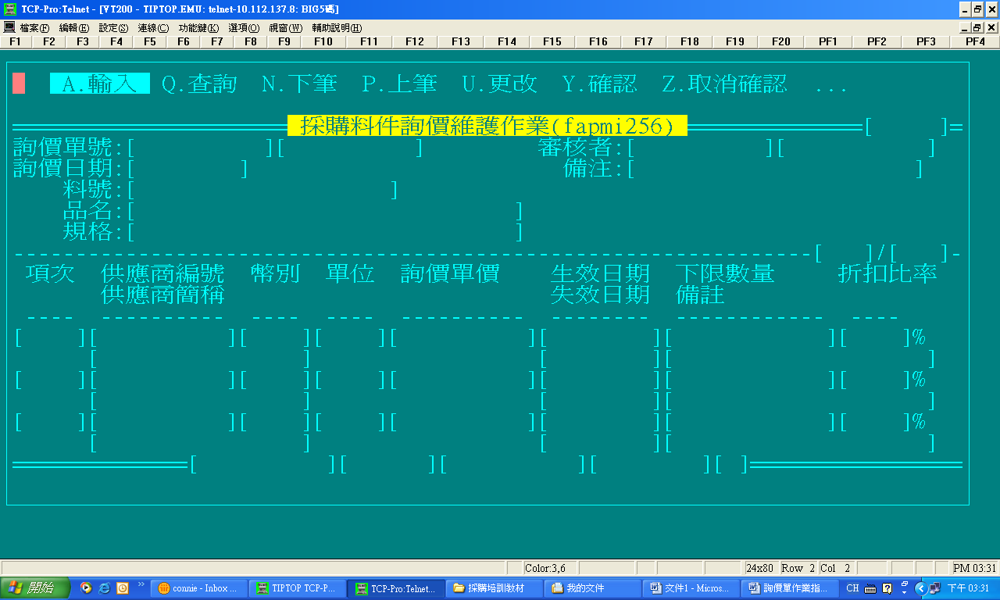 TCP-Pro:Telnet - [VT200 - TIPTOP.EMU: telnet-10.112.137.8: BIG5碼]
檔案(F) 編輯(E) 設定(S) 連線(C) 功能鍵(K) 選項(O) 視窗(W) 輔助說明(H)
F1 F2 F3 F4 F5 F6 F7 F8 F9 F10 F11 F12 F13 F14 F15 F16 F17 F18 F19 F20 PF1 PF2 PF3 PF4
A.輸入 Q.查詢 N.下筆 P.上筆 U.更改 Y.確認 Z.取消確認 ...
採購料件詢價維護作業(fapmi256) [ ]=
詢價單號:[ ][ ] 審核者:[ ][ ]
詢價日期:[ ] 備注:[ ]
料號:[ ]
品名:[ ]
規格:[ ]
----------------------------------------------------------------[ ]/[ ]-
項次 供應商編號 幣別 單位 詢價單價 生效日期 下限數量 折扣比率
供應商簡稱 失效日期 備註
---- ---------- ---- ---- ---------- -------- ------------ ----
[ ][ ][ ][ ][ ][ ][ ][ ]%
[ ] [ ][ ]
[ ][ ][ ][ ][ ][ ][ ][ ]%
[ ] [ ][ ]
[ ][ ][ ][ ][ ][ ][ ][ ]%
[ ] [ ][ ]
[ ][ ][ ][ ][ ]
Color:3,6 24x80 Row 2 Col 2 PM 03:31
開始 connie - Inbox ... TIPTOP TCP-P... TCP-Pro:Telnet... 採購培訓教材 我的文件 文件1 - Micros... 詢價單作業指... CH 下午 03:31